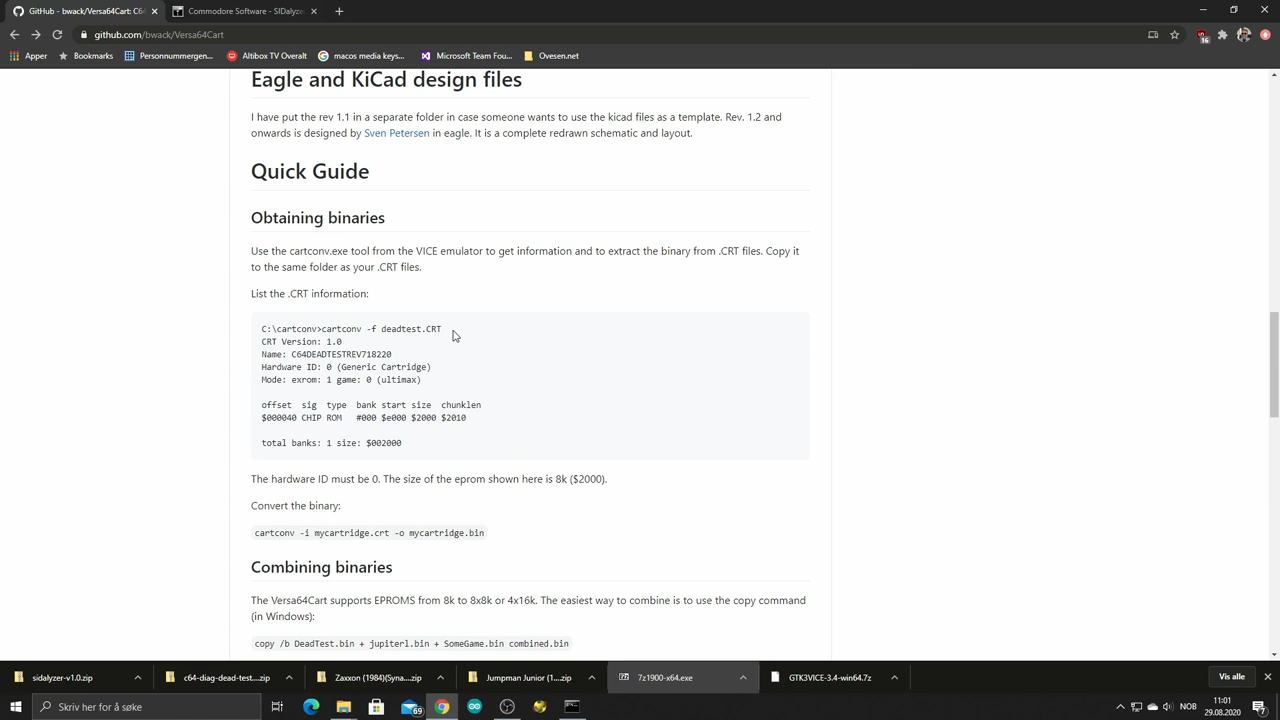 GitHub - bwack/Versa64Cart: C64
Commodore Software - SIDalyzer
github.com/bwack/Versa64Cart
16
Apper
Bookmarks
Personnummergen...
Altibox TV Overalt
macos media keys...
Microsoft Team Fou...
Ovesen.net
Eagle and KiCad design files
I have put the rev 1.1 in a separate folder in case someone wants to use the kicad files as a template. Rev. 1.2 and
onwards is designed by Sven Petersen in eagle. It is a complete redrawn schematic and layout.
Quick Guide
Obtaining binaries
Use the cartconv.exe tool from the VICE emulator to get information and to extract the binary from .CRT files. Copy it
to the same folder as your .CRT files.
List the .CRT information:
C:\cartconv>cartconv -f deadtest.CRT
CRT Version: 1.0
Name: C64DEADTESTREV718220
Hardware ID: 0 (Generic Cartridge)
Mode: exrom: 1 game: 0 (ultimax)
offset sig type bank start size chunklen
$000040 CHIP ROM #000 $e000 $2000 $2010
total banks: 1 size: $002000
The hardware ID must be 0. The size of the eprom shown here is 8k ($2000).
Convert the binary:
cartconv -i mycartridge.crt -o mycartridge.bin
Combining binaries
The Versa64Cart supports EPROMS from 8k to 8x8k or 4x16k. The easiest way to combine is to use the copy command
(in Windows):
copy /b DeadTest.bin + jupiterl.bin + SomeGame.bin combined.bin
sidalyzer-v1.0.zip
c64-diag-dead-test....zip
Zaxxon (1984)(Syna....zip
Jumpman Junior (1....zip
7z1900-x64.exe
GTK3VICE-3.4-win64.7z
Vis alle
Skriv her for å søke
69
NOB
11:01
29.08.2020
7